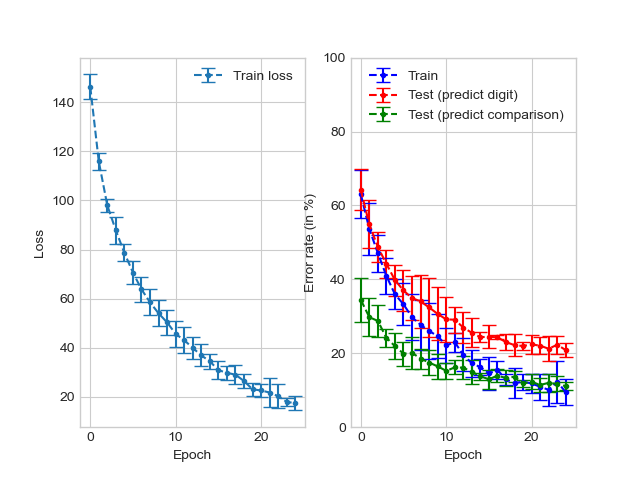 Train loss
140
120
100
80
60
40
20
0
10
20
Loss
Epoch
Train
Test (predict digit)
Test (predict comparison)
100
80
60
40
20
0
0
10
20
Error rate (in %)
Epoch